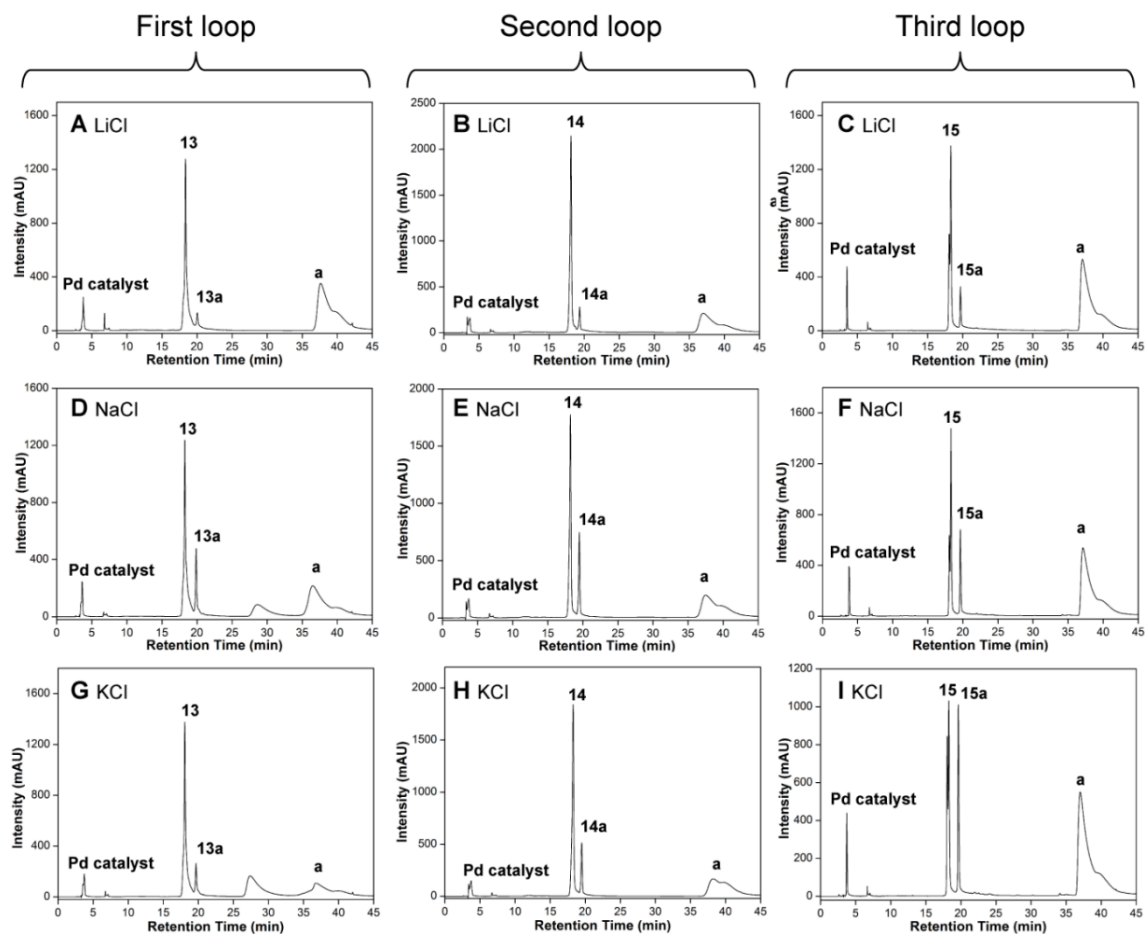 First loop
Second loop
Third loop
A LiCl
13
Pd catalyst
13a
a
Intensity (mAU)
1600
1200
800
400
0
0 5 10 15 20 25 30 35 40 45
Retention Time (min)
B LiCl
14
Pd catalyst
14a
a
Intensity (mAU)
2500
2000
1500
1000
500
0
0 5 10 15 20 25 30 35 40 45
Retention Time (min)
a
C LiCl
15
Pd catalyst
15a
a
Intensity (mAU)
1600
1200
800
400
0
0 5 10 15 20 25 30 35 40 45
Retention Time (min)
D NaCl
13
Pd catalyst
13a
a
Intensity (mAU)
1600
1200
800
400
0
0 5 10 15 20 25 30 35 40 45
Retention Time (min)
E NaCl
14
Pd catalyst
14a
a
Intensity (mAU)
2000
1500
1000
500
0
0 5 10 15 20 25 30 35 40 45
Retention Time (min)
F NaCl
15
Pd catalyst
15a
a
Intensity (mAU)
1600
1200
800
400
0
0 5 10 15 20 25 30 35 40 45
Retention Time (min)
G KCl
13
Pd catalyst
13a
a
Intensity (mAU)
1600
1200
800
400
0
0 5 10 15 20 25 30 35 40 45
Retention Time (min)
H KCl
14
Pd catalyst
14a
a
Intensity (mAU)
2000
1500
1000
500
0
0 5 10 15 20 25 30 35 40 45
Retention Time (min)
I KCl
15 15a
Pd catalyst
a
Intensity (mAU)
1200
1000
800
600
400
200
0
0 5 10 15 20 25 30 35 40 45
Retention Time (min)